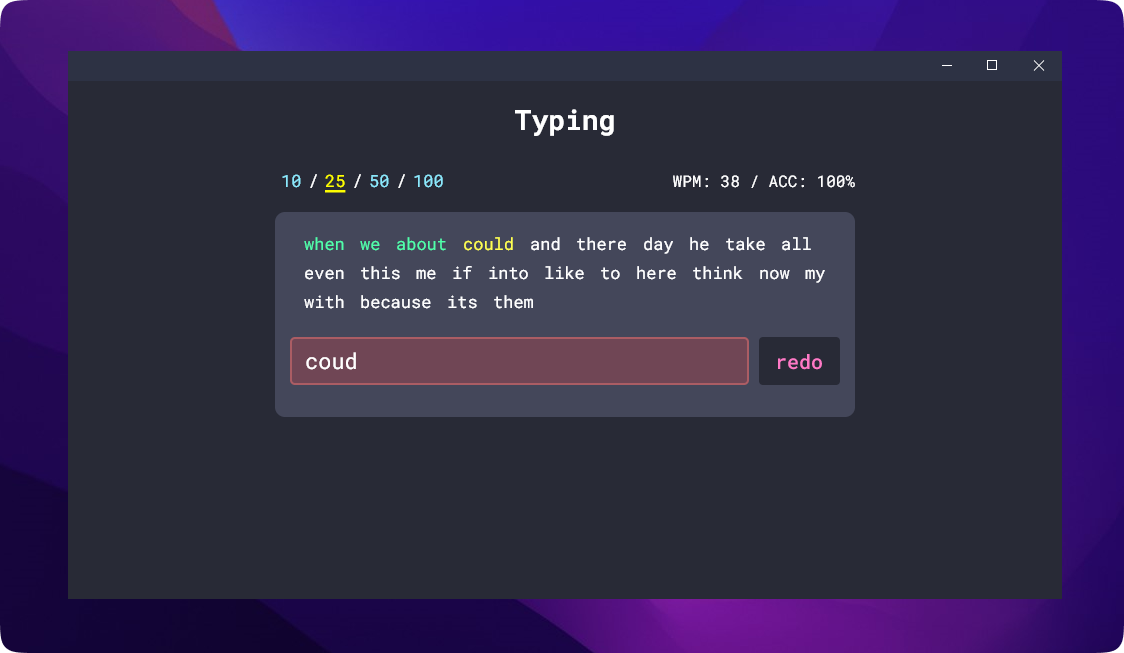 Typing
10 / 25 / 50 / 100
WPM: 38 / ACC: 100%
when we about could and there day he take all
even this me if into like to here think now my
with because its them
coud
redo